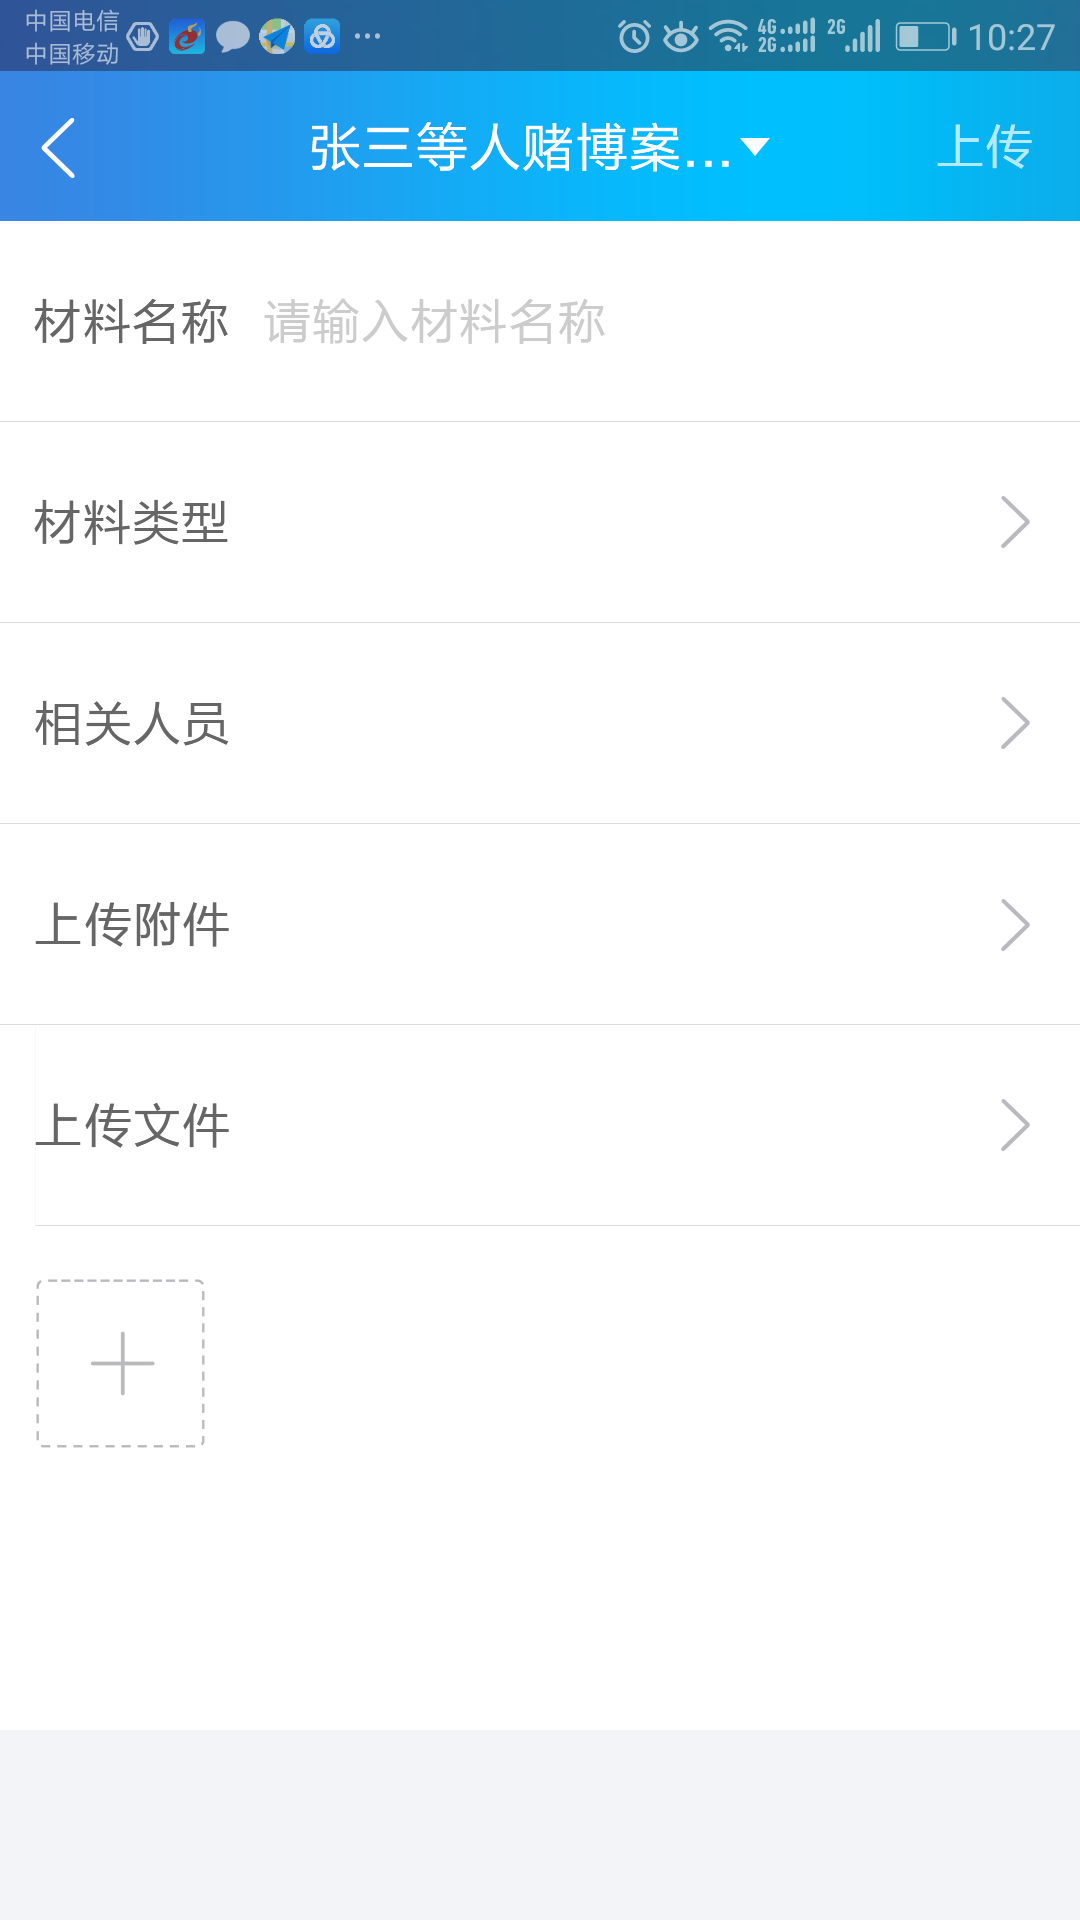 中国电信
中国移动
4G
2G
2G
10:27
张三等人赌博案...
上传
材料名称 请输入材料名称
材料类型
相关人员
上传附件
上传文件